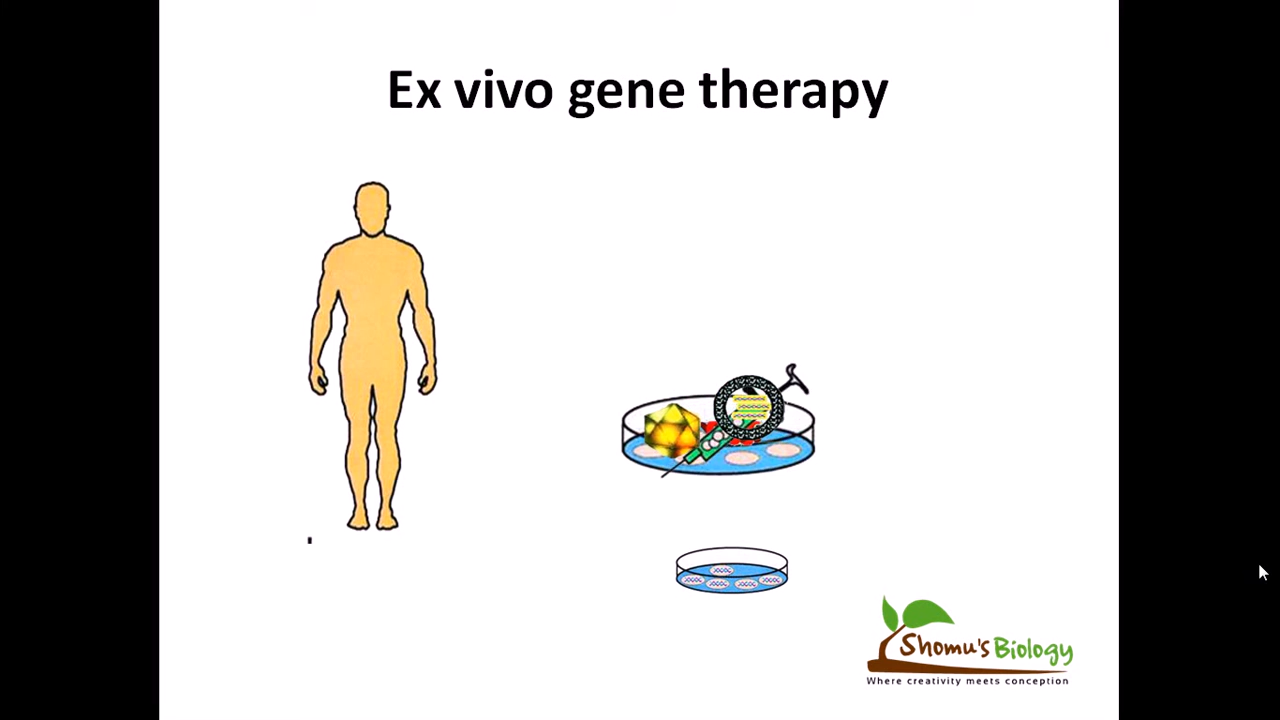 Ex vivo gene therapy
Shomu's Biology
Where creativity meets conception